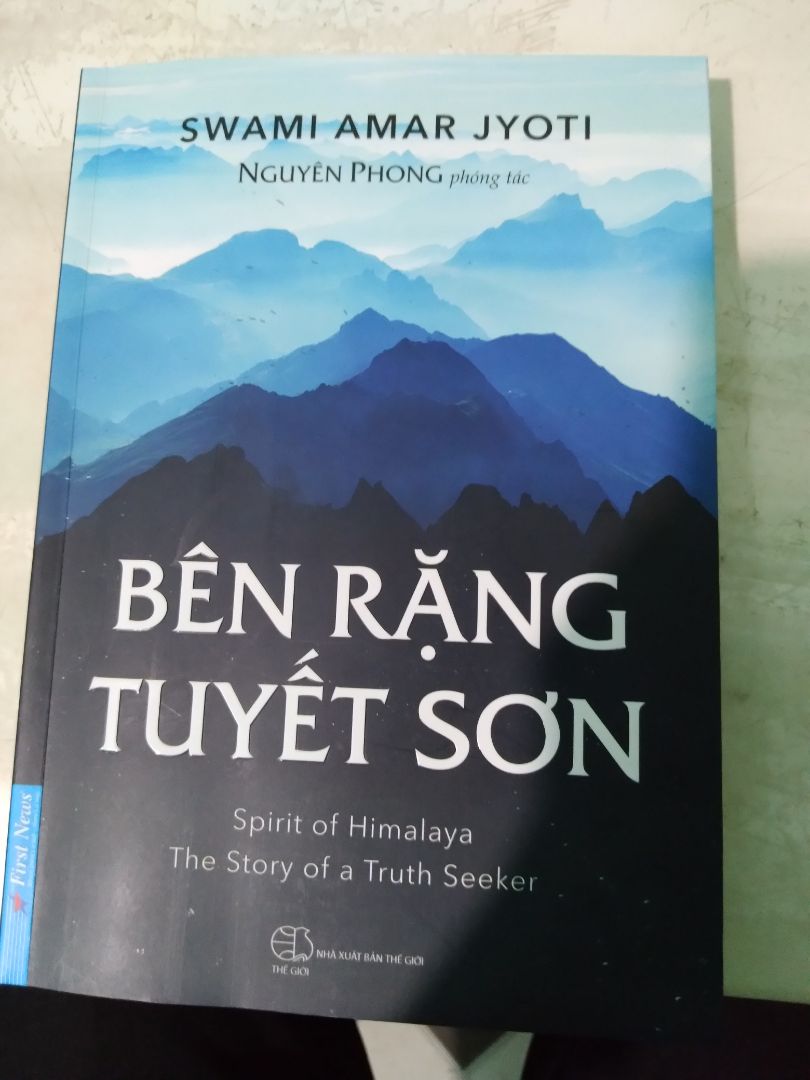 SWAMI AMAR JYOTI
NGUYÊN PHONG phóng tác
BÊN RẶNG
TUYẾT SƠN
Spirit of Himalaya
The Story of a Truth Seeker
First News
NHÀ XUẤT BẢN THẾ GIỚI
THẾ GIỚI